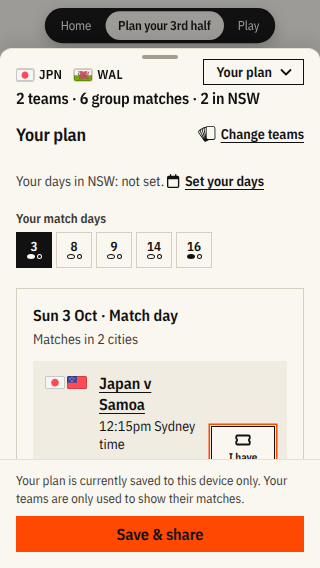 Home
Plan your 3rd half
Play
JPN
WAL
Your plan
2 teams · 6 group matches · 2 in NSW
Your plan
Change teams
Your days in NSW: not set.
Set your days
Your match days
3
8
9
14
16
Sun 3 Oct · Match day
Matches in 2 cities
Japan v
Samoa
12:15pm Sydney
time
I have
Your plan is currently saved to this device only. Your
teams are only used to show their matches.
Save & share